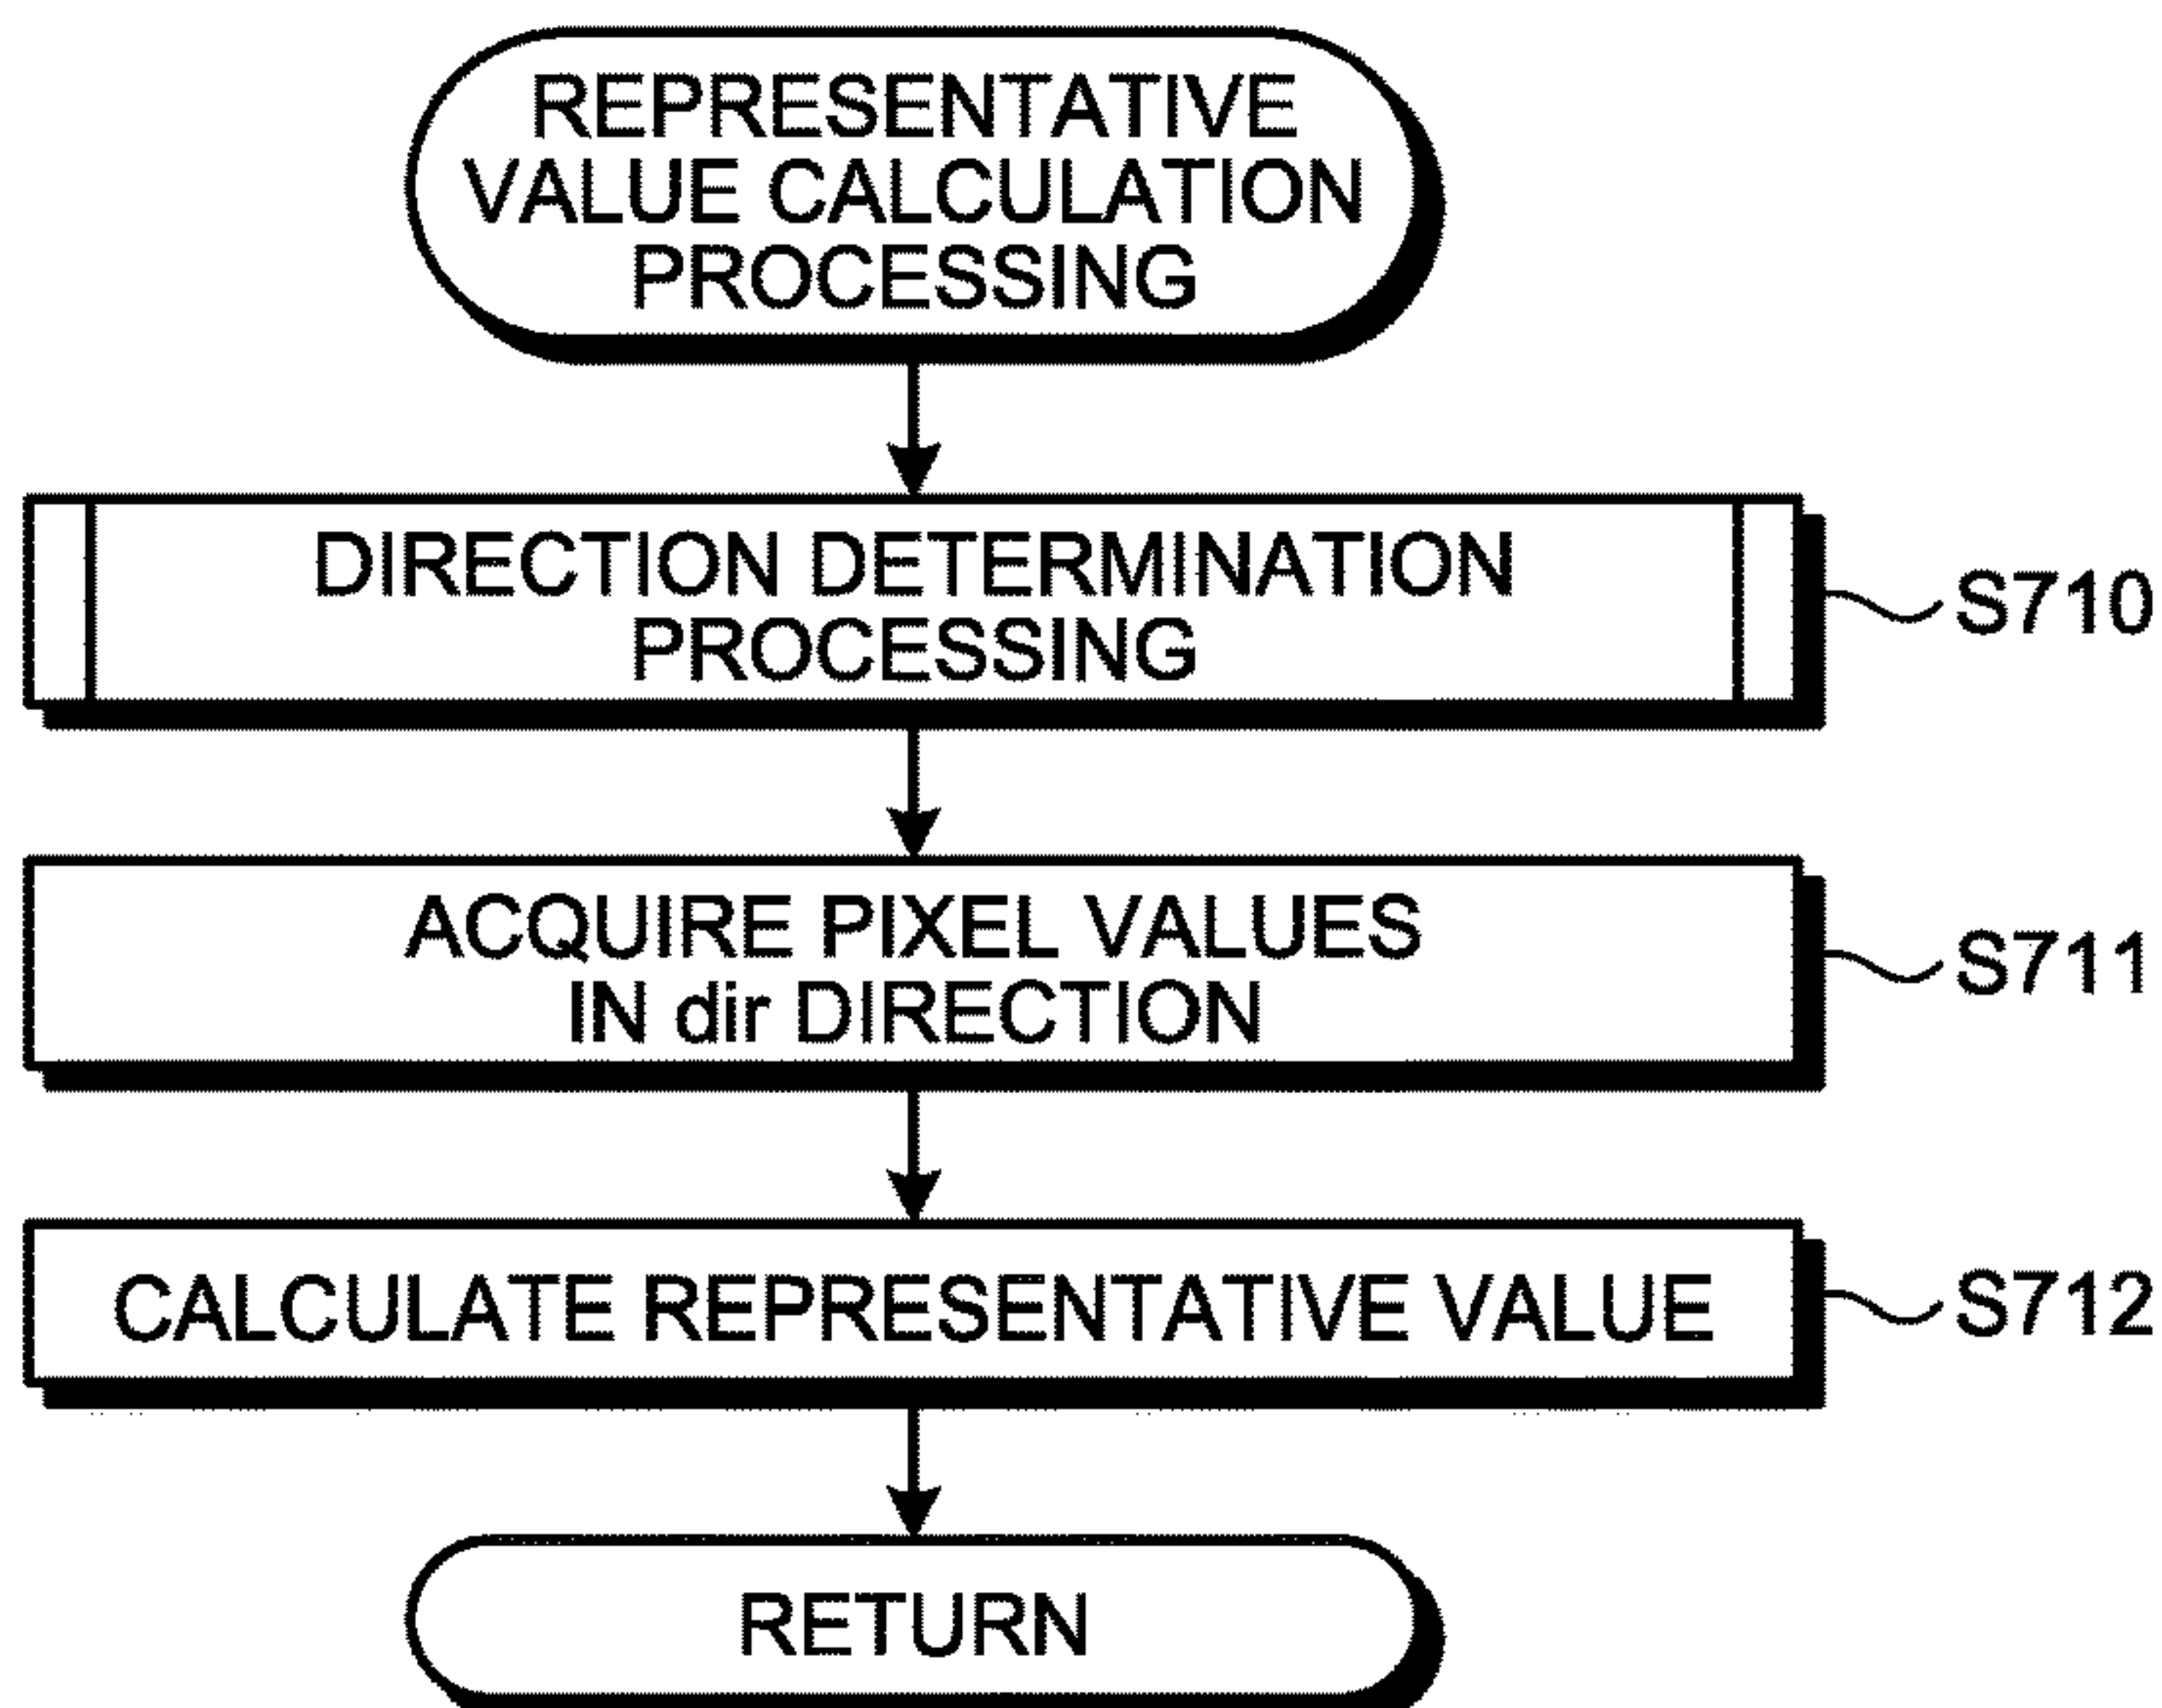 REPRESENTATIVE
VALUE CALCULATION
PROCESSING
DIRECTION DETERMINATION
PROCESSING
S710
ACQUIRE PIXEL VALUES
IN dir DIRECTION
S711
CALCULATE REPRESENTATIVE VALUE
S712
RETURN